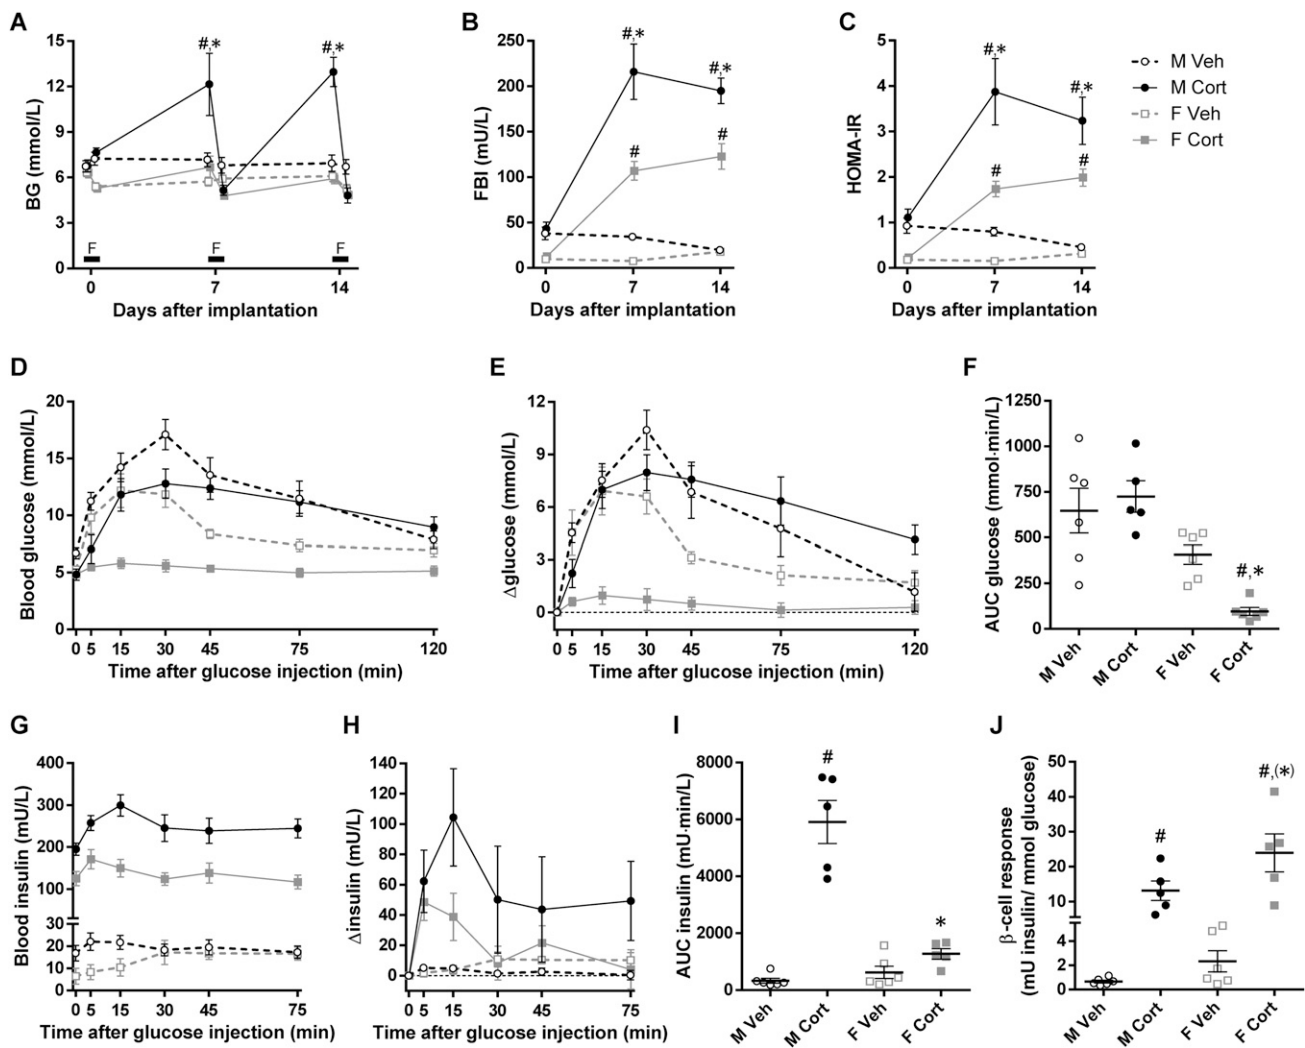 A
BG (mmol/L)
15
12
9
6
3
0
#,*
#,*
F
F
F
0 7 14
Days after implantation
B
FBI (mU/L)
250
200
150
100
50
0
#,*
#,*
#
#
0 7 14
Days after implantation
C
HOMA-IR
5
4
3
2
1
0
#,*
#,*
#
#
0 7 14
Days after implantation
M Veh
M Cort
F Veh
F Cort
D
Blood glucose (mmol/L)
20
15
10
5
0
0 5 15 30 45 75 120
Time after glucose injection (min)
E
Δglucose (mmol/L)
12
9
6
3
0
0 5 15 30 45 75 120
Time after glucose injection (min)
F
AUC glucose (mmol·min/L)
1250
1000
750
500
250
0
#,*
M Veh
M Cort
F Veh
F Cort
G
Blood insulin (mU/L)
400
300
200
100
30
20
10
0
0 5 15 30 45 75
Time after glucose injection (min)
H
Δinsulin (mU/L)
140
120
100
80
60
40
20
0
0 5 15 30 45 75
Time after glucose injection (min)
I
AUC insulin (mU·min/L)
8000
6000
4000
2000
0
#
*
M Veh
M Cort
F Veh
F Cort
J
β-cell response
(mU insulin/ mmol glucose)
50
40
30
20
10
4
2
0
#
#,(*)
M Veh
M Cort
F Veh
F Cort